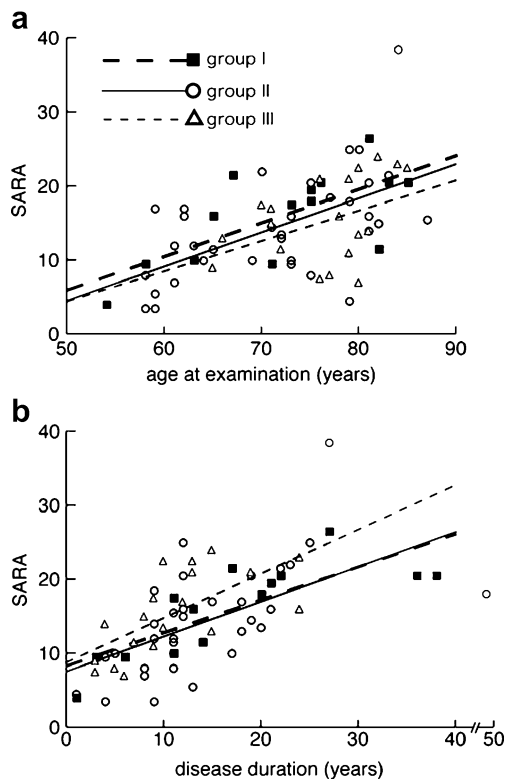 a
40
30
20
10
0
SARA
group I
group II
group III
50 60 70 80 90
age at examination (years)
b
40
30
20
10
0
SARA
0 10 20 30 40 50
disease duration (years)